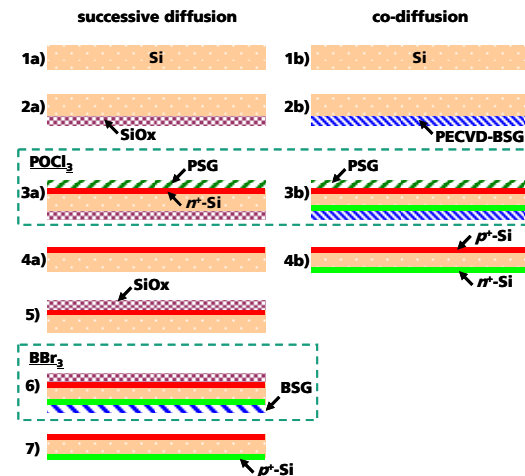 successive diffusion
co-diffusion
1a)
Si
1b)
Si
2a)
SiOx
2b)
PECVD-BSG
POCl₃
PSG
3a)
n⁺-Si
PSG
3b)
4a)
p⁺-Si
4b)
n⁺-Si
SiOx
5)
BBr₃
6)
BSG
7)
p⁺-Si